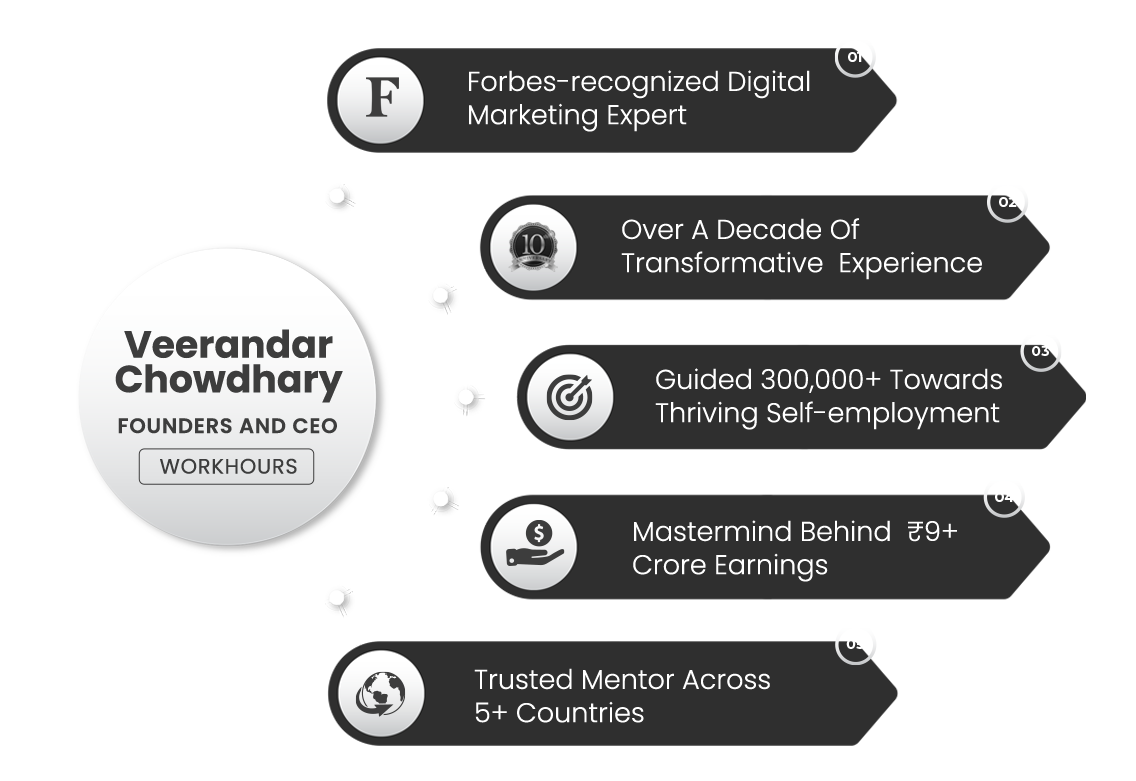 Veerandar
Chowdhary
FOUNDERS AND CEO
WORKHOURS
01
F
Forbes-recognized Digital
Marketing Expert
02
10
Over A Decade Of
Transformative Experience
03
Guided 300,000+ Towards
Thriving Self-employment
04
$
Mastermind Behind ₹9+
Crore Earnings
05
Trusted Mentor Across
5+ Countries